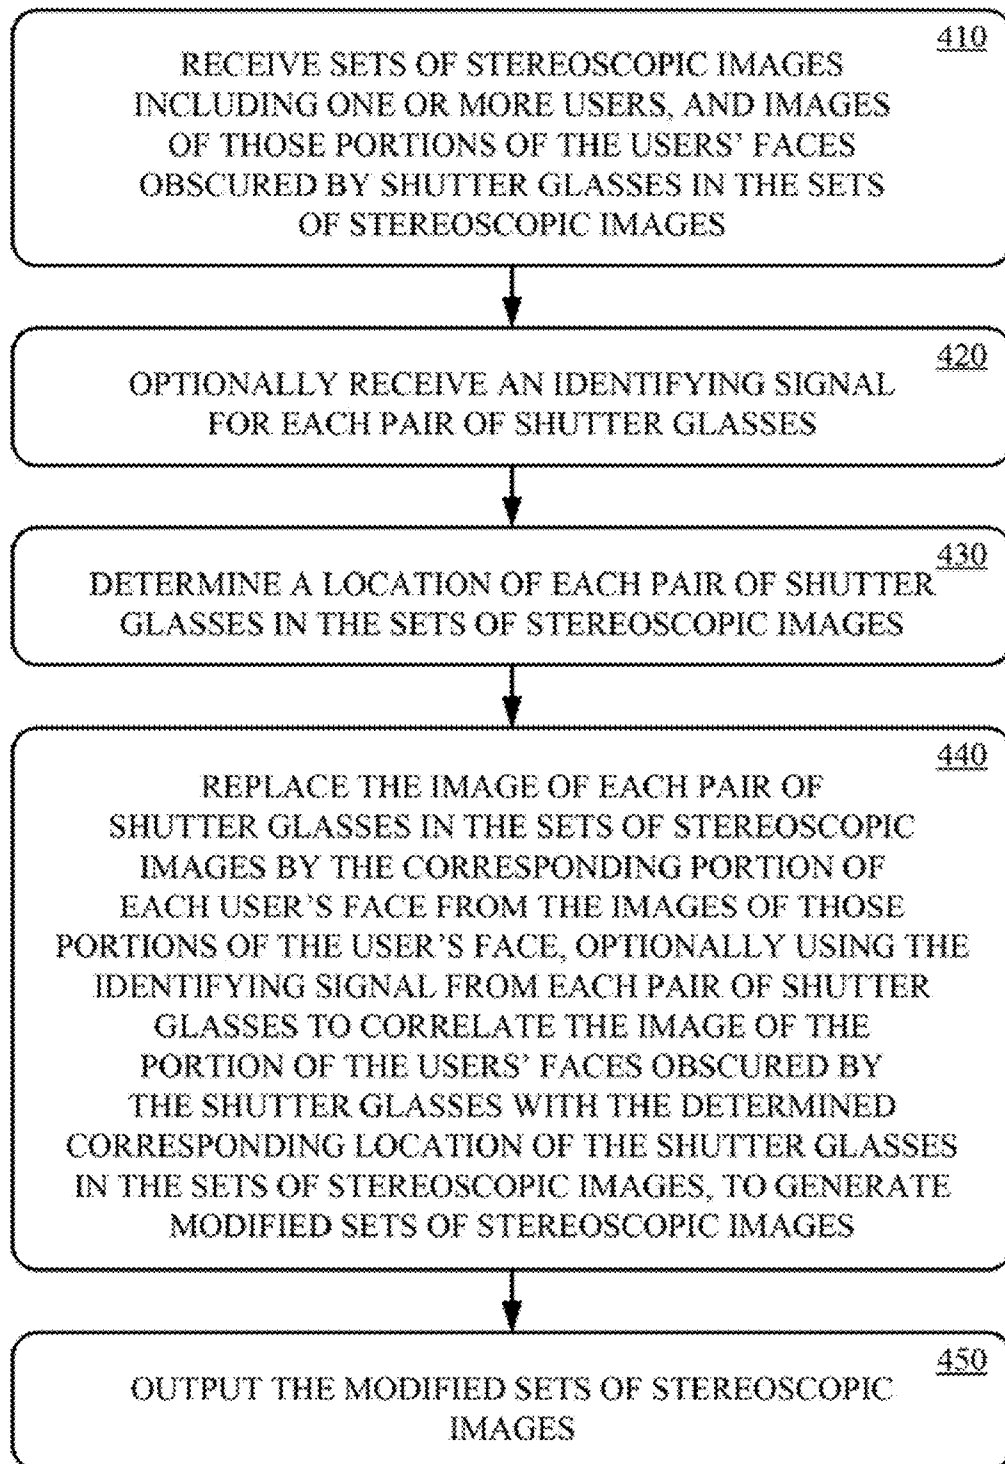 410
RECEIVE SETS OF STEREOSCOPIC IMAGES
INCLUDING ONE OR MORE USERS, AND IMAGES
OF THOSE PORTIONS OF THE USERS' FACES
OBSCURED BY SHUTTER GLASSES IN THE SETS
OF STEREOSCOPIC IMAGES
420
OPTIONALLY RECEIVE AN IDENTIFYING SIGNAL
FOR EACH PAIR OF SHUTTER GLASSES
430
DETERMINE A LOCATION OF EACH PAIR OF SHUTTER
GLASSES IN THE SETS OF STEREOSCOPIC IMAGES
440
REPLACE THE IMAGE OF EACH PAIR OF
SHUTTER GLASSES IN THE SETS OF STEREOSCOPIC
IMAGES BY THE CORRESPONDING PORTION OF
EACH USER'S FACE FROM THE IMAGES OF THOSE
PORTIONS OF THE USER'S FACE, OPTIONALLY USING THE
IDENTIFYING SIGNAL FROM EACH PAIR OF SHUTTER
GLASSES TO CORRELATE THE IMAGE OF THE
PORTION OF THE USERS' FACES OBSCURED BY
THE SHUTTER GLASSES WITH THE DETERMINED
CORRESPONDING LOCATION OF THE SHUTTER GLASSES
IN THE SETS OF STEREOSCOPIC IMAGES, TO GENERATE
MODIFIED SETS OF STEREOSCOPIC IMAGES
450
OUTPUT THE MODIFIED SETS OF STEREOSCOPIC
IMAGES